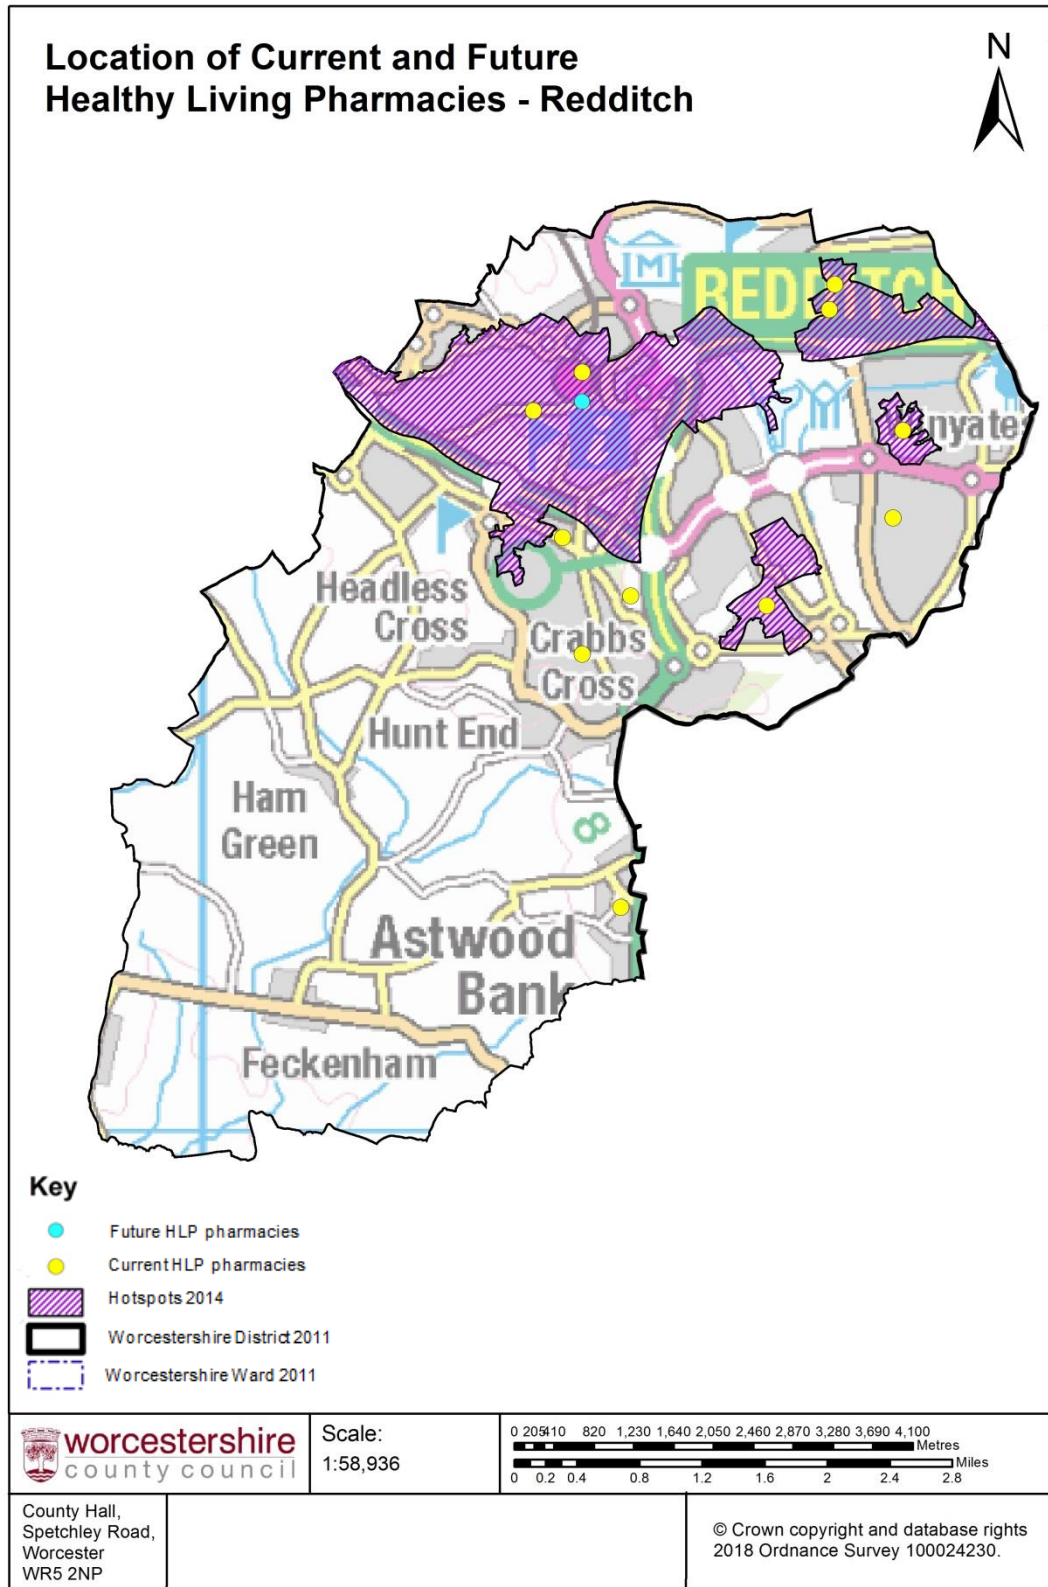 Location of Current and Future
Healthy Living Pharmacies - Redditch
N
M
REDDITCH
nyates
Headless
Cross
Crabbs
Cross
Hunt End
Ham
Green
8
Astwood
Bank
Feckenham
Key
Future HLP pharmacies
Current HLP pharmacies
Hotspots 2014
Worcestershire District 2011
Worcestershire Ward 2011
worcestershire
county council
Scale:
1:58,936
0 205 410 820 1,230 1,640 2,050 2,460 2,870 3,280 3,690 4,100
Metres
Miles
0 0.2 0.4 0.8 1.2 1.6 2 2.4 2.8
County Hall,
Spetchley Road,
Worcester
WR5 2NP
© Crown copyright and database rights
2018 Ordnance Survey 100024230.